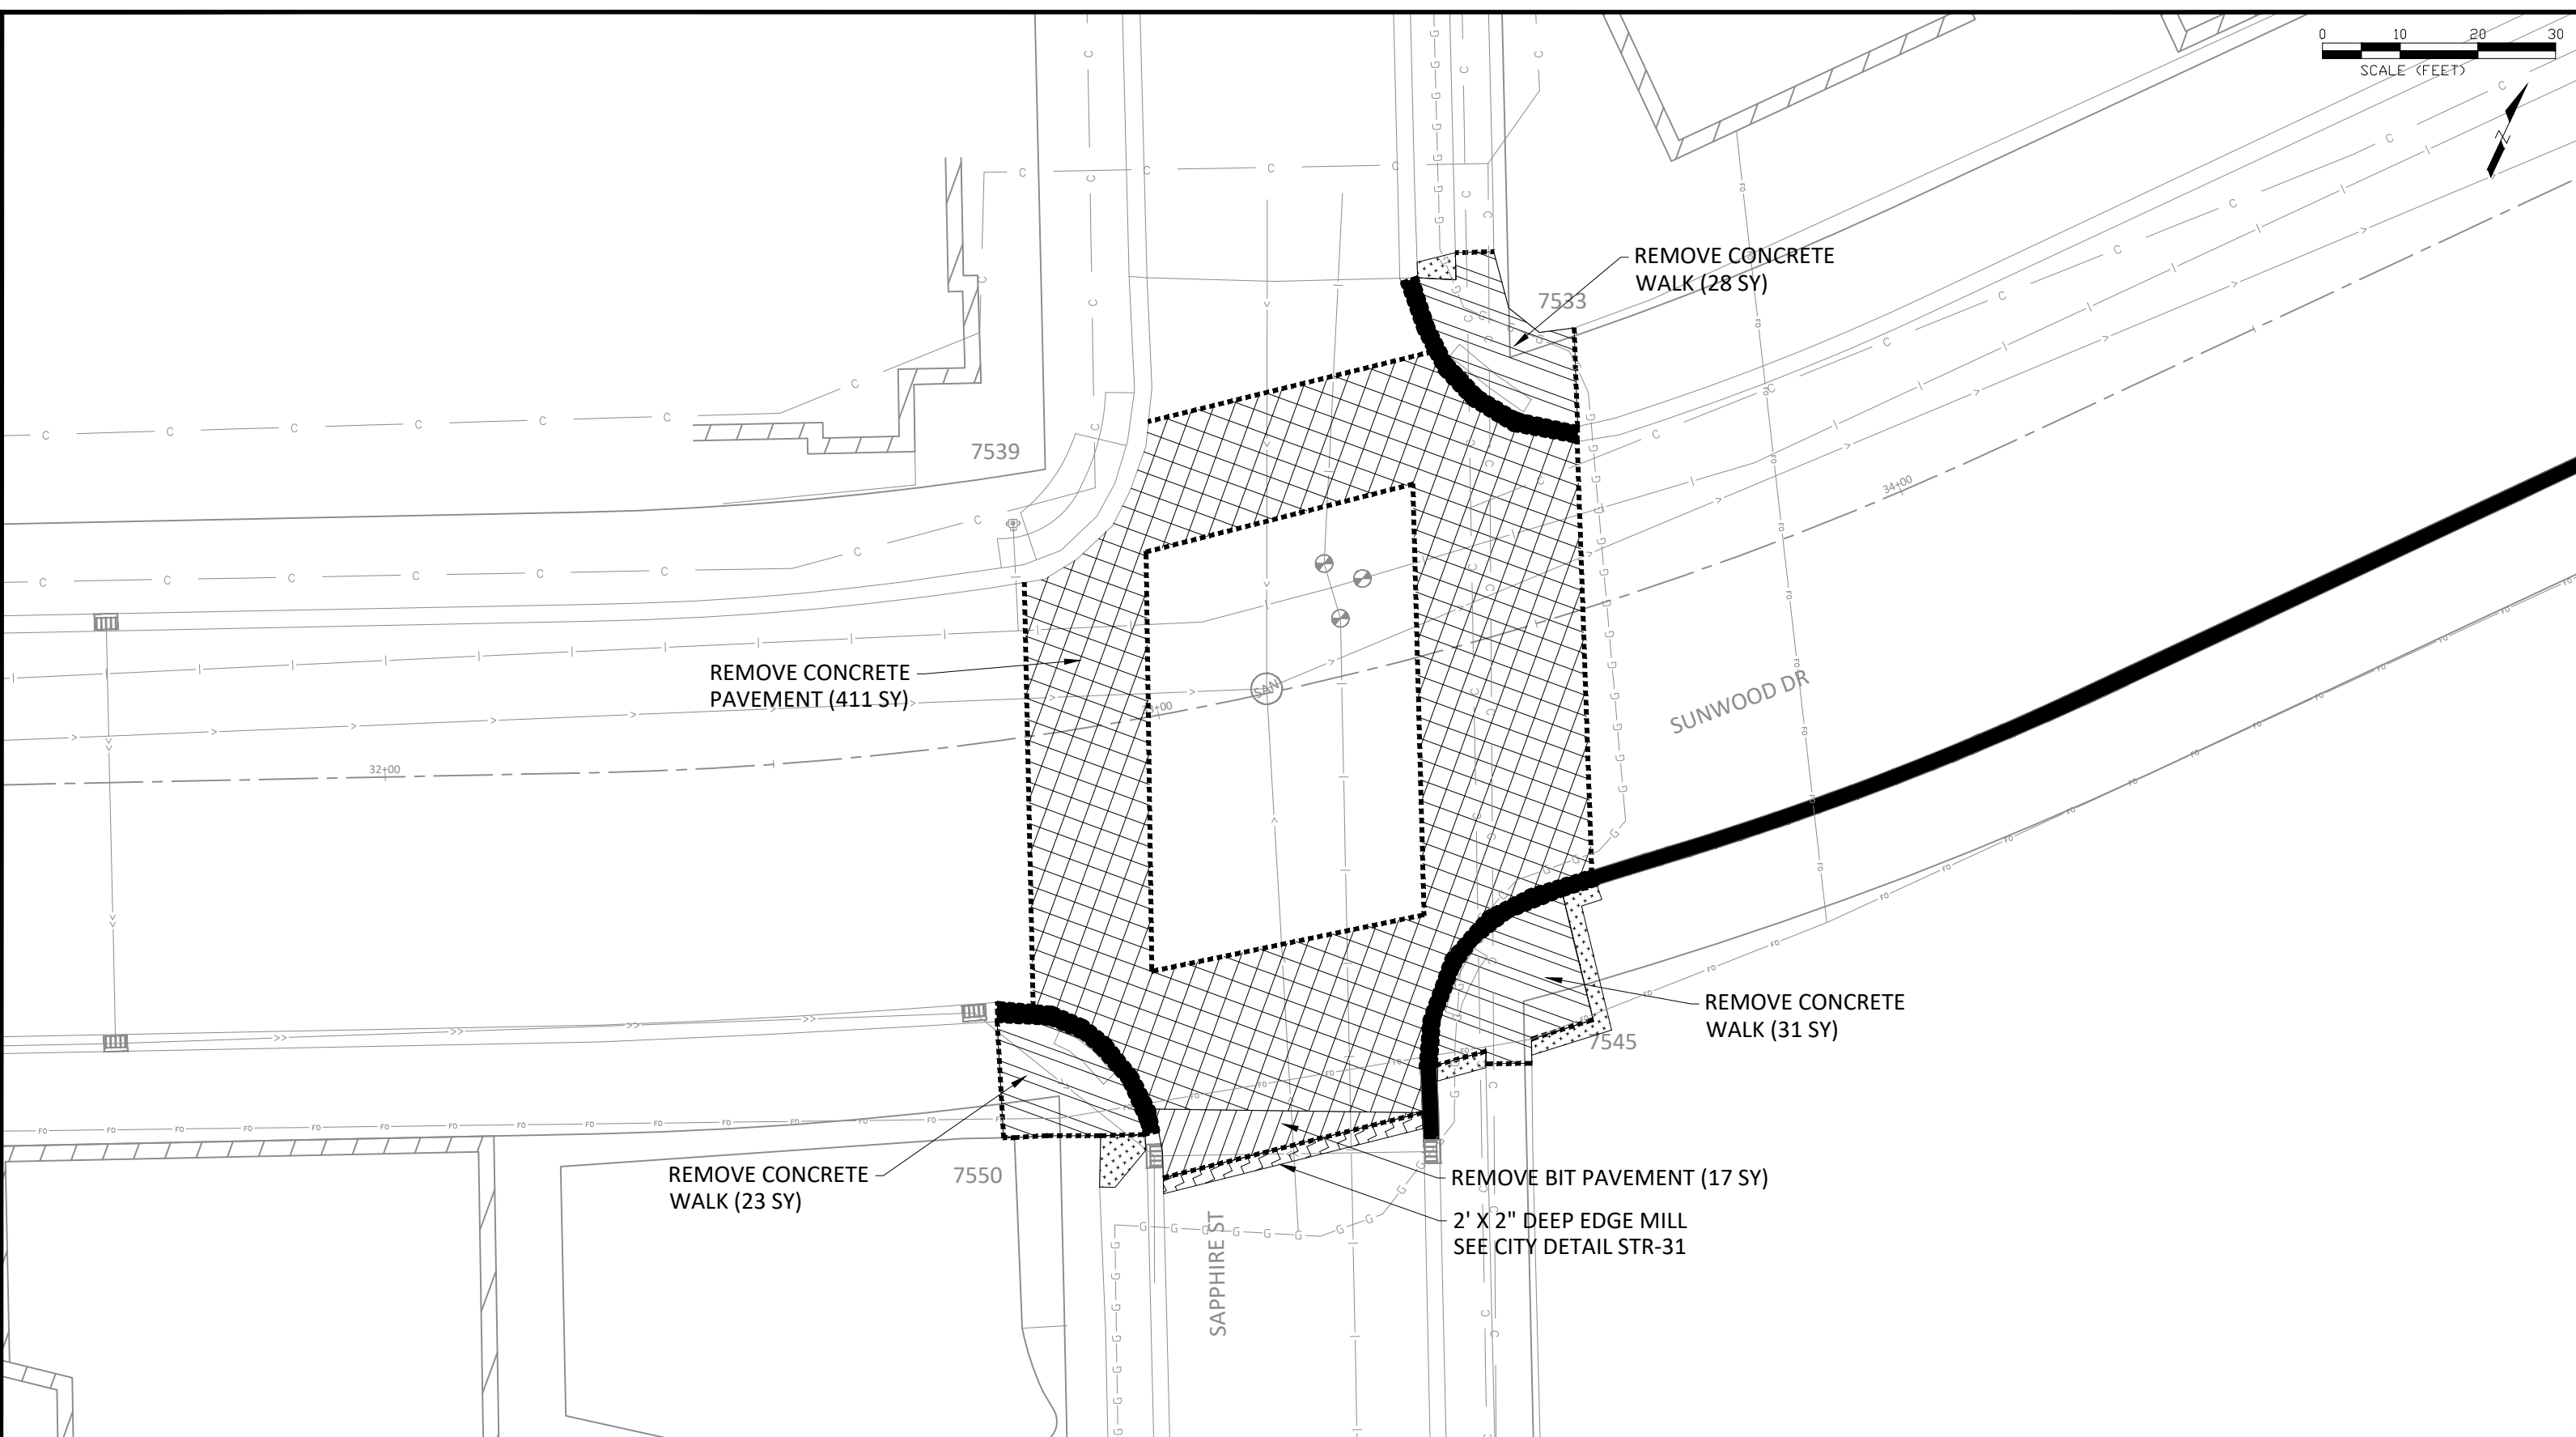 0 10 20 30
SCALE (FEET)
N
REMOVE CONCRETE
WALK (28 SY)
7533
7539
34+00
REMOVE CONCRETE
PAVEMENT (411 SY)
SAN
SUNWOOD DR
32+00
REMOVE CONCRETE
WALK (31 SY)
7545
REMOVE CONCRETE
WALK (23 SY)
7550
REMOVE BIT PAVEMENT (17 SY)
2' X 2" DEEP EDGE MILL
SEE CITY DETAIL STR-31
SAPPHIRE ST